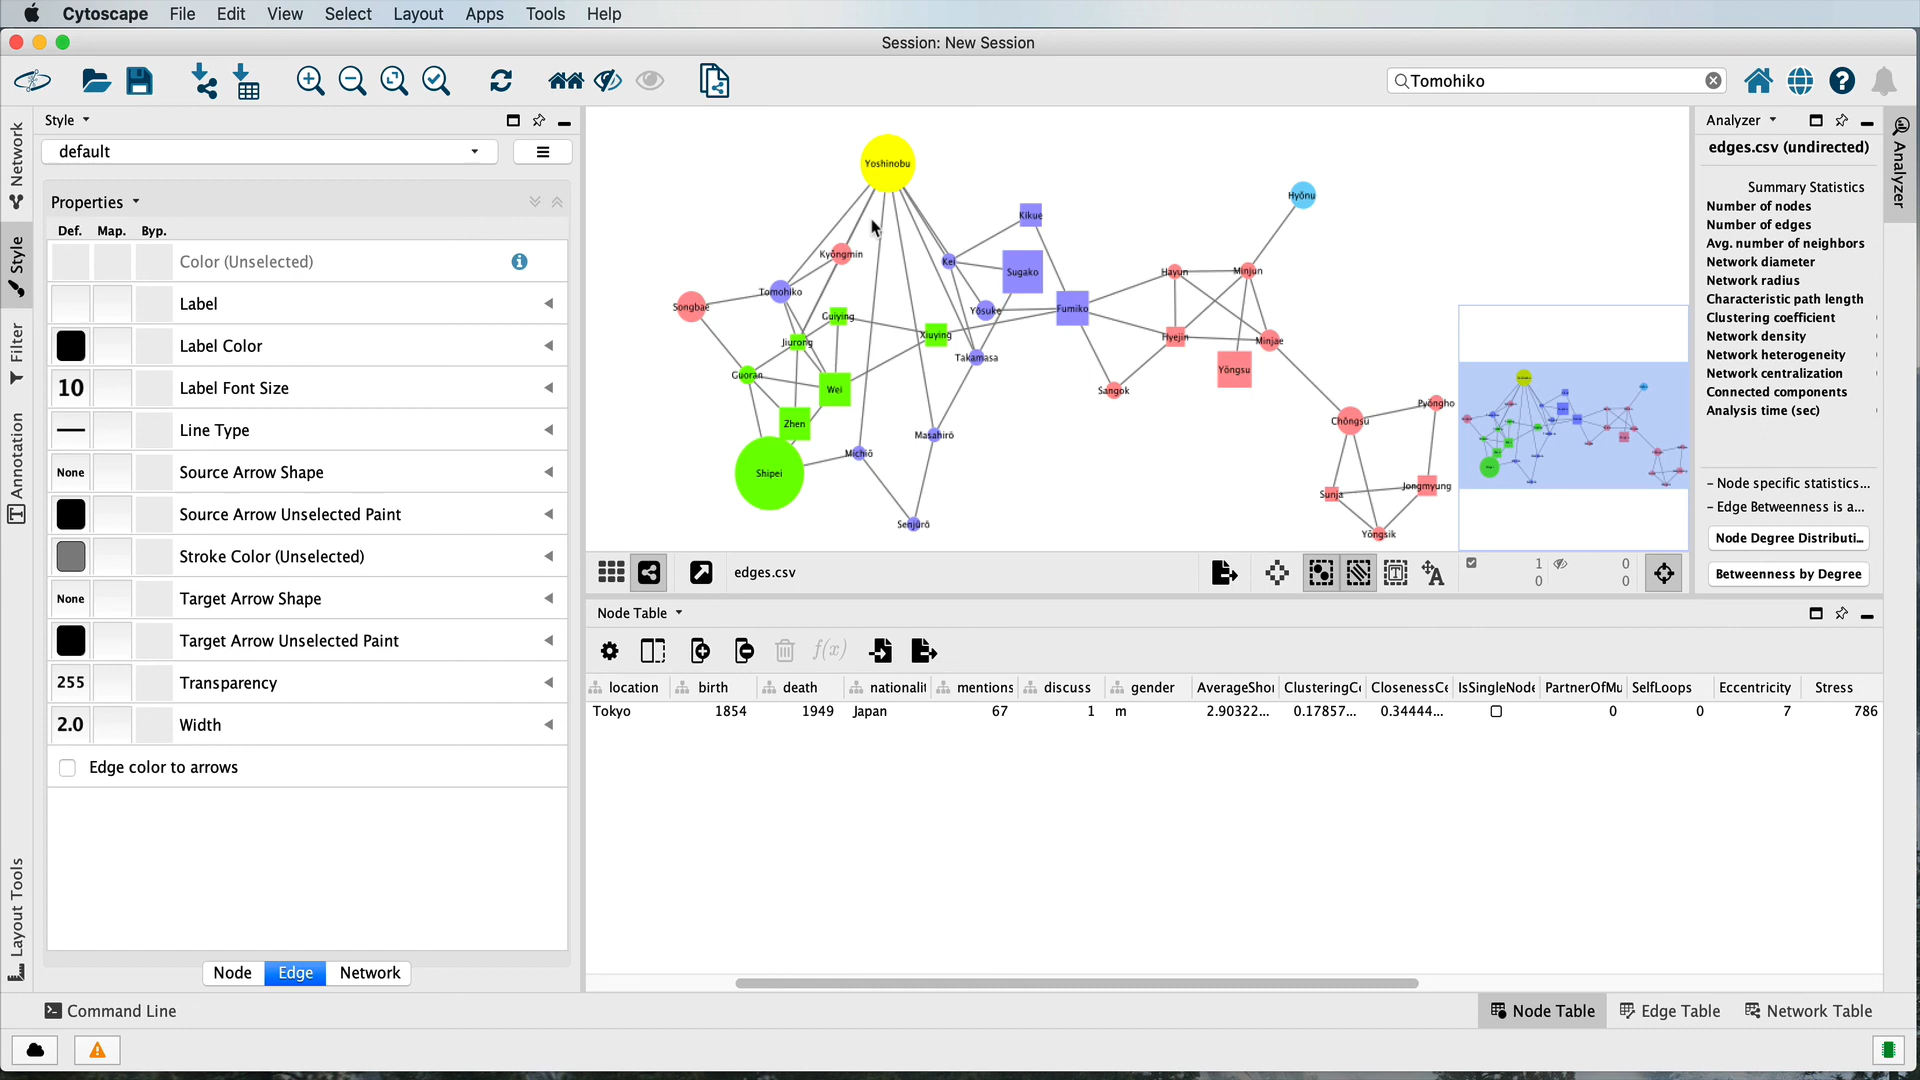 Cytoscape File Edit View Select Layout Apps Tools Help
Session: New Session
Tomohiko
Network
Style
Filter
Annotation
Layout Tools
Style
default
Properties
Def. Map. Byp.
Color (Unselected)
Label
Label Color
10 Label Font Size
Line Type
None Source Arrow Shape
Source Arrow Unselected Paint
Stroke Color (Unselected)
None Target Arrow Shape
Target Arrow Unselected Paint
255 Transparency
2.0 Width
Edge color to arrows
Node Edge Network
Yoshinobu
Hyŏnu
Kikue
Kyŏngmin
Kei
Sugako
Hayun
Minjun
Tomohiko
Songbae
Yōsuke
Fumiko
Guiying
Xiuying
Hyejin
Minjae
Jiurong
Takamasa
Guoran
Wei
Yŏngsu
Sangok
Pyŏngho
Zhen
Chŏngsu
Masahirō
Michiō
Shipei
Sunja
Jongmyung
Senjūrō
Yŏngsik
edges.csv
1 0
0 0
Analyzer
edges.csv (undirected)
Summary Statistics
Number of nodes
Number of edges
Avg. number of neighbors
Network diameter
Network radius
Characteristic path length
Clustering coefficient
Network density
Network heterogeneity
Network centralization
Connected components
Analysis time (sec)
- Node specific statistics...
- Edge Betweenness is a...
Node Degree Distributi...
Betweenness by Degree
Analyzer
Node Table
f(x)
location birth death nationalit mentions discuss gender AverageShor ClusteringCo ClosenessCe IsSingleNode PartnerOfMu SelfLoops Eccentricity Stress
Tokyo 1854 1949 Japan 67 1 m 2.90322... 0.17857... 0.34444... 0 0 7 786
Command Line
Node Table Edge Table Network Table